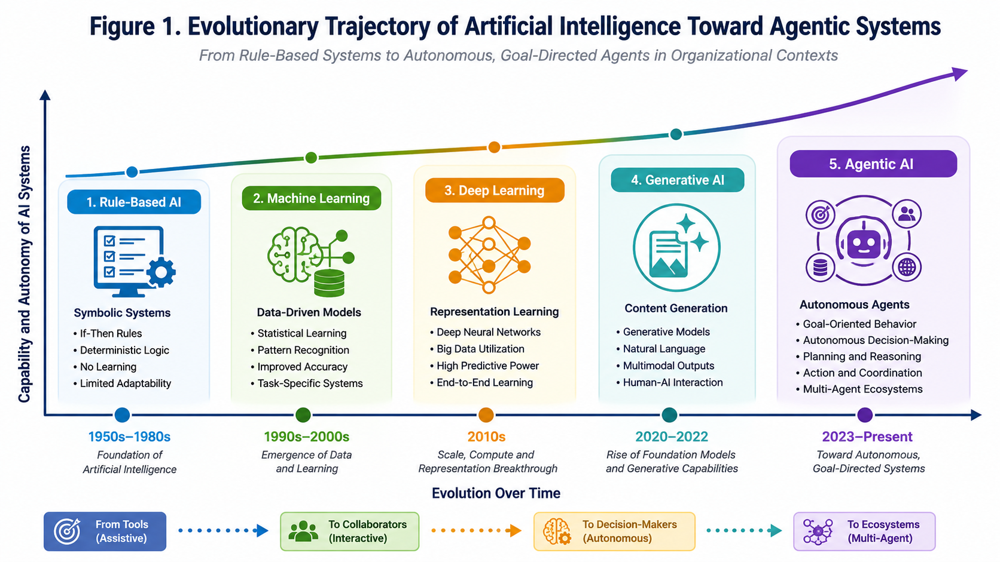 Figure 1. Evolutionary Trajectory of Artificial Intelligence Toward Agentic Systems
From Rule-Based Systems to Autonomous, Goal-Directed Agents in Organizational Contexts
Capability and Autonomy of AI Systems
1. Rule-Based AI
Symbolic Systems
• If-Then Rules
• Deterministic Logic
• No Learning
• Limited Adaptability
2. Machine Learning
Data-Driven Models
• Statistical Learning
• Pattern Recognition
• Improved Accuracy
• Task-Specific Systems
3. Deep Learning
Representation Learning
• Deep Neural Networks
• Big Data Utilization
• High Predictive Power
• End-to-End Learning
4. Generative AI
Content Generation
• Generative Models
• Natural Language
• Multimodal Outputs
• Human-AI Interaction
5. Agentic AI
Autonomous Agents
• Goal-Oriented Behavior
• Autonomous Decision-Making
• Planning and Reasoning
• Action and Coordination
• Multi-Agent Ecosystems
1950s–1980s
Foundation of
Artificial Intelligence
1990s–2000s
Emergence of Data
and Learning
2010s
Scale, Compute and
Representation Breakthrough
2020–2022
Rise of Foundation Models
and Generative Capabilities
2023–Present
Toward Autonomous,
Goal-Directed Systems
Evolution Over Time
From Tools
(Assistive)
To Collaborators
(Interactive)
To Decision-Makers
(Autonomous)
To Ecosystems
(Multi-Agent)